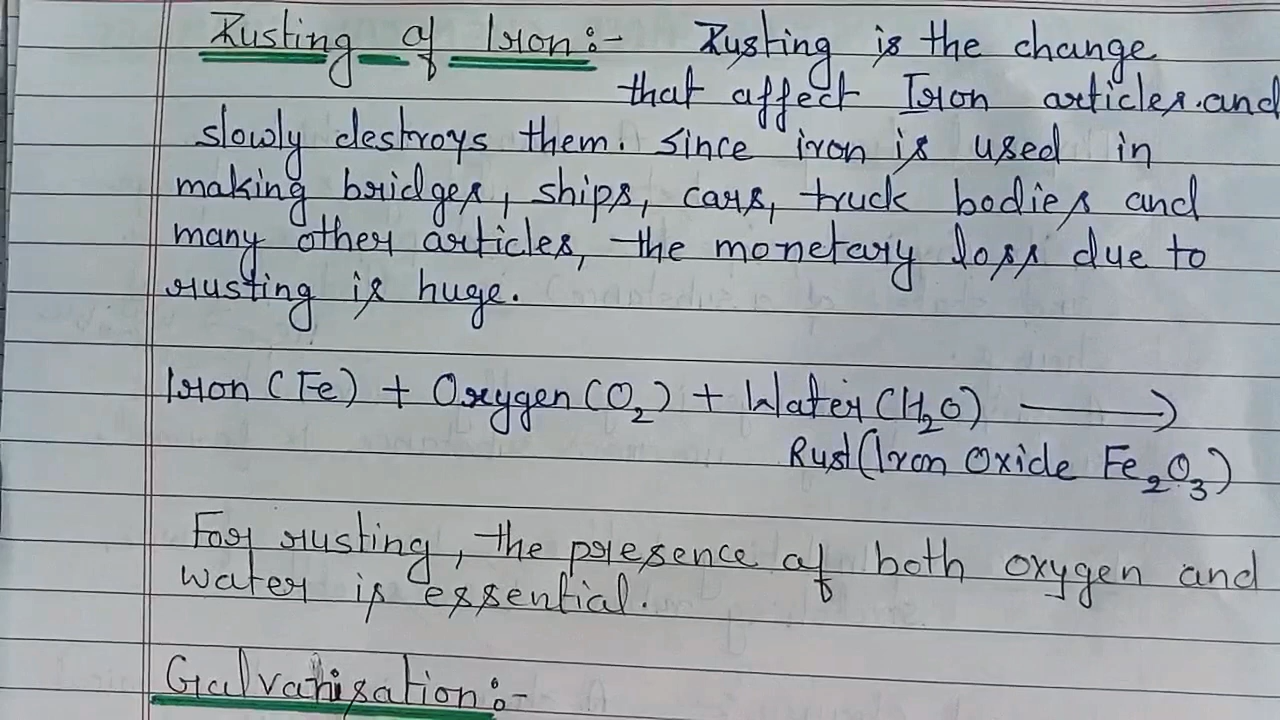 Rusting of Iron:- Rusting is the change
that affect Iron articles.and
slowly destroys them. Since iron is used in
making bridges, ships, cars, truck bodies and
many other articles, the monetary loss due to
rusting is huge.
Iron (Fe) + Oxygen (O₂) + Water (H₂O) ⟶
Rust (Iron Oxide Fe₂O₃)
For rusting, the presence of both oxygen and
water is essential.
Galvanisation:-